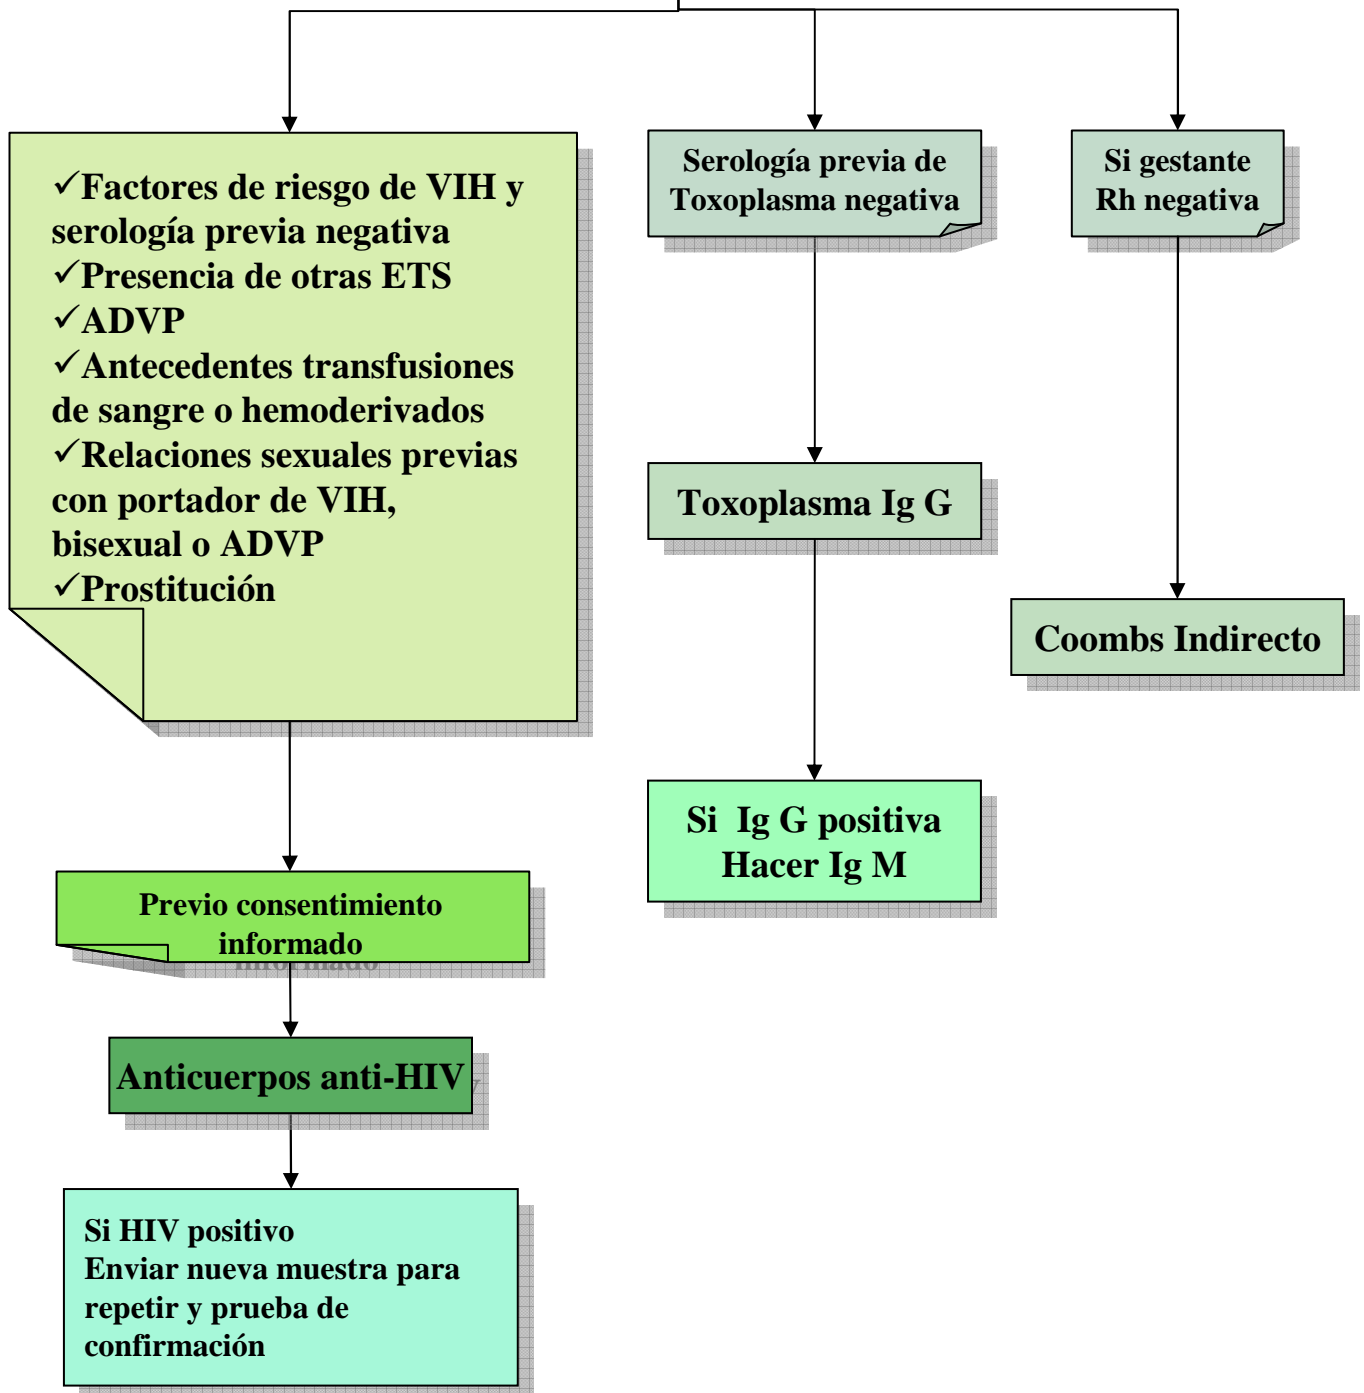 ✓Factores de riesgo de VIH y
serología previa negativa
✓Presencia de otras ETS
✓ADVP
✓Antecedentes transfusiones
de sangre o hemoderivados
✓Relaciones sexuales previas
con portador de VIH,
bisexual o ADVP
✓Prostitución
Serología previa de
Toxoplasma negativa
Si gestante
Rh negativa
Toxoplasma Ig G
Coombs Indirecto
Si Ig G positiva
Hacer Ig M
Previo consentimiento
informado
Anticuerpos anti-HIV
Si HIV positivo
Enviar nueva muestra para
repetir y prueba de
confirmación